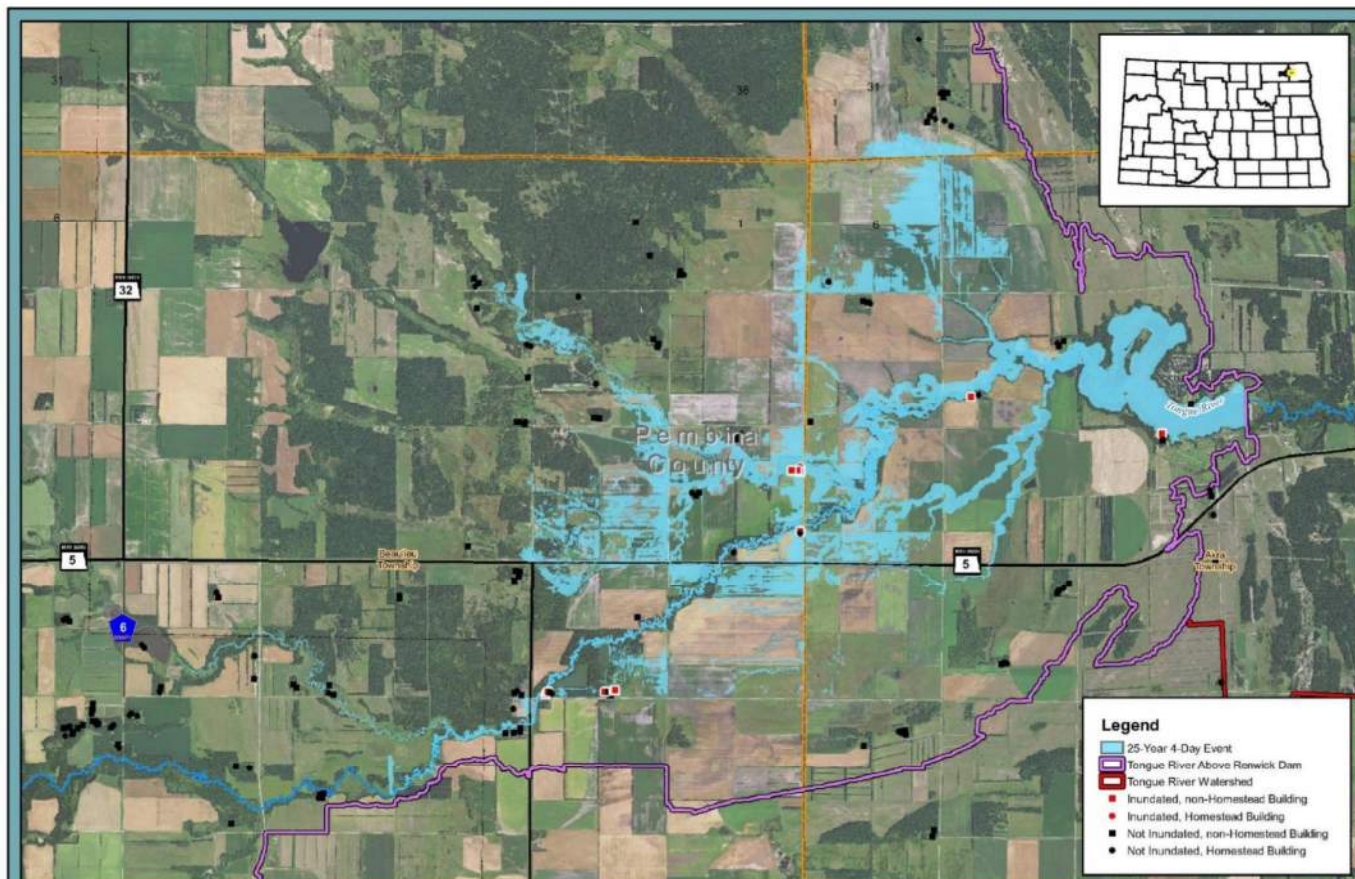 31
36
31
6
1
6
32
Tongue River
Pembina
County
5
Beaulieu
Township
5
Akra
Township
6
Legend
25-Year 4-Day Event
Tongue River Above Renwick Dam
Tongue River Watershed
Inundated, non-Homestead Building
Inundated, Homestead Building
Not Inundated, non-Homestead Building
Not Inundated, Homestead Building